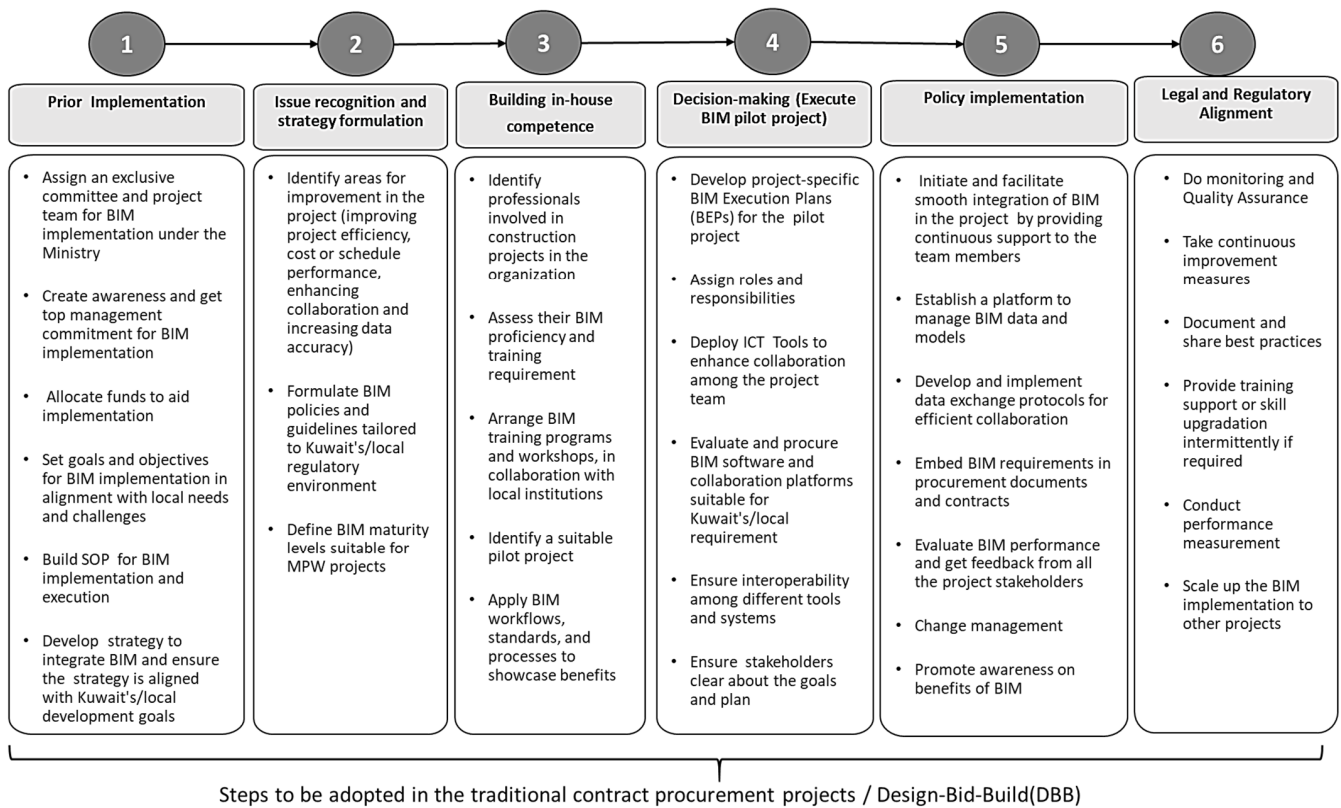 1
2
3
4
5
6
Prior Implementation
Issue recognition and
strategy formulation
Building in-house
competence
Decision-making (Execute
BIM pilot project)
Policy implementation
Legal and Regulatory
Alignment
• Assign an exclusive
committee and project
team for BIM
implementation under the
Ministry
• Create awareness and get
top management
commitment for BIM
implementation
• Allocate funds to aid
implementation
• Set goals and objectives
for BIM implementation in
alignment with local needs
and challenges
• Build SOP for BIM
implementation and
execution
• Develop strategy to
integrate BIM and ensure
the strategy is aligned
with Kuwait's/local
development goals
• Identify areas for
improvement in the
project (improving
project efficiency,
cost or schedule
performance,
enhancing
collaboration and
increasing data
accuracy)
• Formulate BIM
policies and
guidelines tailored
to Kuwait's/local
regulatory
environment
• Define BIM maturity
levels suitable for
MPW projects
• Identify
professionals
involved in
construction
projects in the
organization
• Assess their BIM
proficiency and
training
requirement
• Arrange BIM
training programs
and workshops, in
collaboration with
local institutions
• Identify a suitable
pilot project
• Apply BIM
workflows,
standards, and
processes to
showcase benefits
• Develop project-specific
BIM Execution Plans
(BEPs) for the pilot
project
• Assign roles and
responsibilities
• Deploy ICT Tools to
enhance collaboration
among the project
team
• Evaluate and procure
BIM software and
collaboration platforms
suitable for
Kuwait's/local
requirement
• Ensure interoperability
among different tools
and systems
• Ensure stakeholders
clear about the goals
and plan
• Initiate and facilitate
smooth integration of BIM
in the project by providing
continuous support to the
team members
• Establish a platform to
manage BIM data and
models
• Develop and implement
data exchange protocols for
efficient collaboration
• Embed BIM requirements in
procurement documents
and contracts
• Evaluate BIM performance
and get feedback from all
the project stakeholders
• Change management
• Promote awareness on
benefits of BIM
• Do monitoring and
Quality Assurance
• Take continuous
improvement
measures
• Document and
share best practices
• Provide training
support or skill
upgradation
intermittently if
required
• Conduct
performance
measurement
• Scale up the BIM
implementation to
other projects
Steps to be adopted in the traditional contract procurement projects / Design-Bid-Build(DBB)